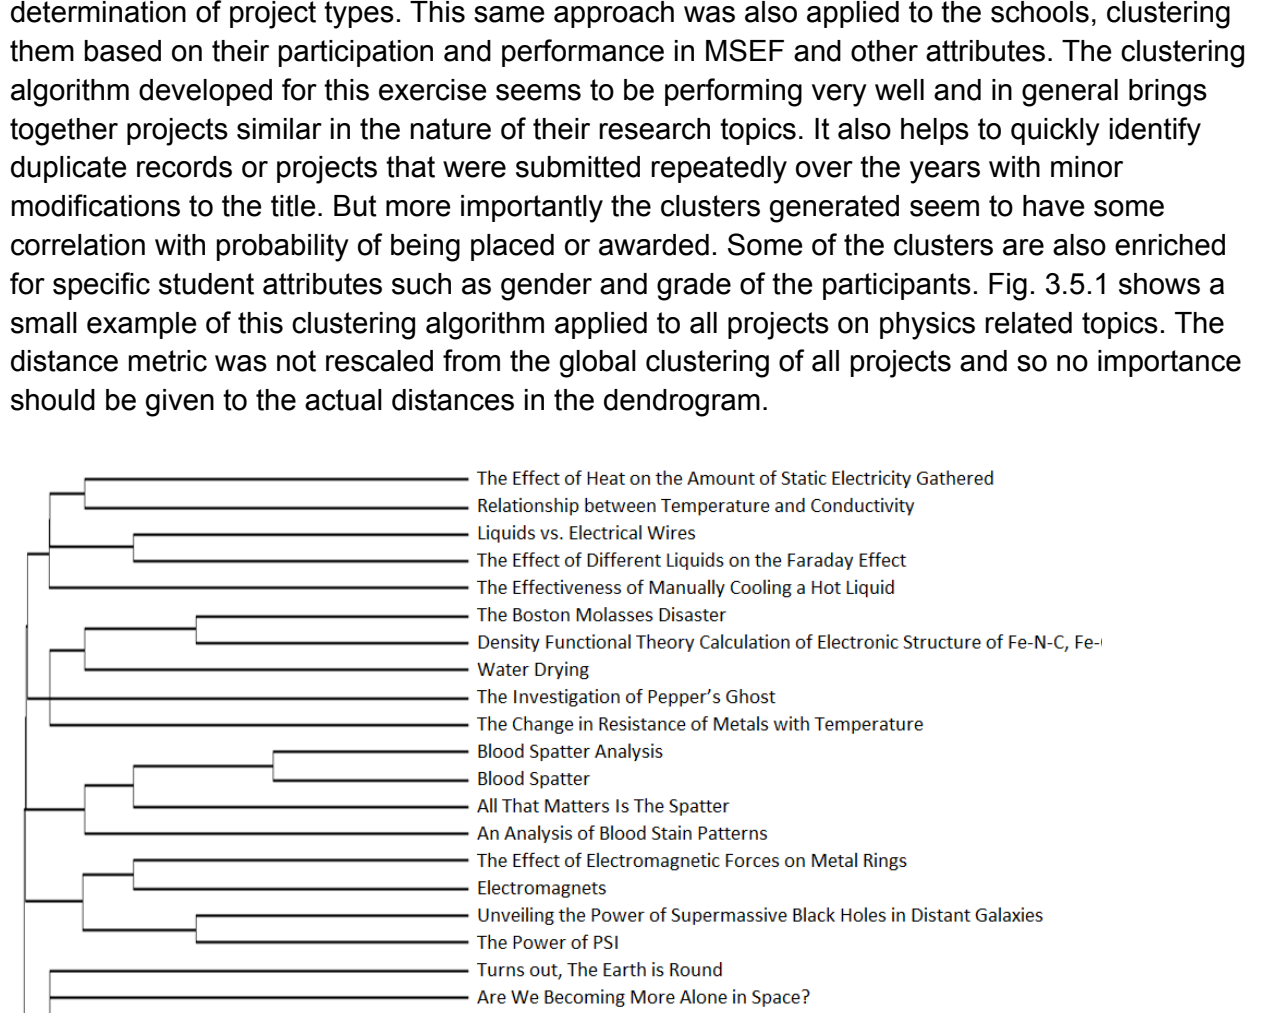 determination of project types. This same approach was also applied to the schools, clustering
them based on their participation and performance in MSEF and other attributes. The clustering
algorithm developed for this exercise seems to be performing very well and in general brings
together projects similar in the nature of their research topics. It also helps to quickly identify
duplicate records or projects that were submitted repeatedly over the years with minor
modifications to the title. But more importantly the clusters generated seem to have some
correlation with probability of being placed or awarded. Some of the clusters are also enriched
for specific student attributes such as gender and grade of the participants. Fig. 3.5.1 shows a
small example of this clustering algorithm applied to all projects on physics related topics. The
distance metric was not rescaled from the global clustering of all projects and so no importance
should be given to the actual distances in the dendrogram.
The Effect of Heat on the Amount of Static Electricity Gathered
Relationship between Temperature and Conductivity
Liquids vs. Electrical Wires
The Effect of Different Liquids on the Faraday Effect
The Effectiveness of Manually Cooling a Hot Liquid
The Boston Molasses Disaster
Density Functional Theory Calculation of Electronic Structure of Fe-N-C, Fe-
Water Drying
The Investigation of Pepper’s Ghost
The Change in Resistance of Metals with Temperature
Blood Spatter Analysis
Blood Spatter
All That Matters Is The Spatter
An Analysis of Blood Stain Patterns
The Effect of Electromagnetic Forces on Metal Rings
Electromagnets
Unveiling the Power of Supermassive Black Holes in Distant Galaxies
The Power of PSI
Turns out, The Earth is Round
Are We Becoming More Alone in Space?